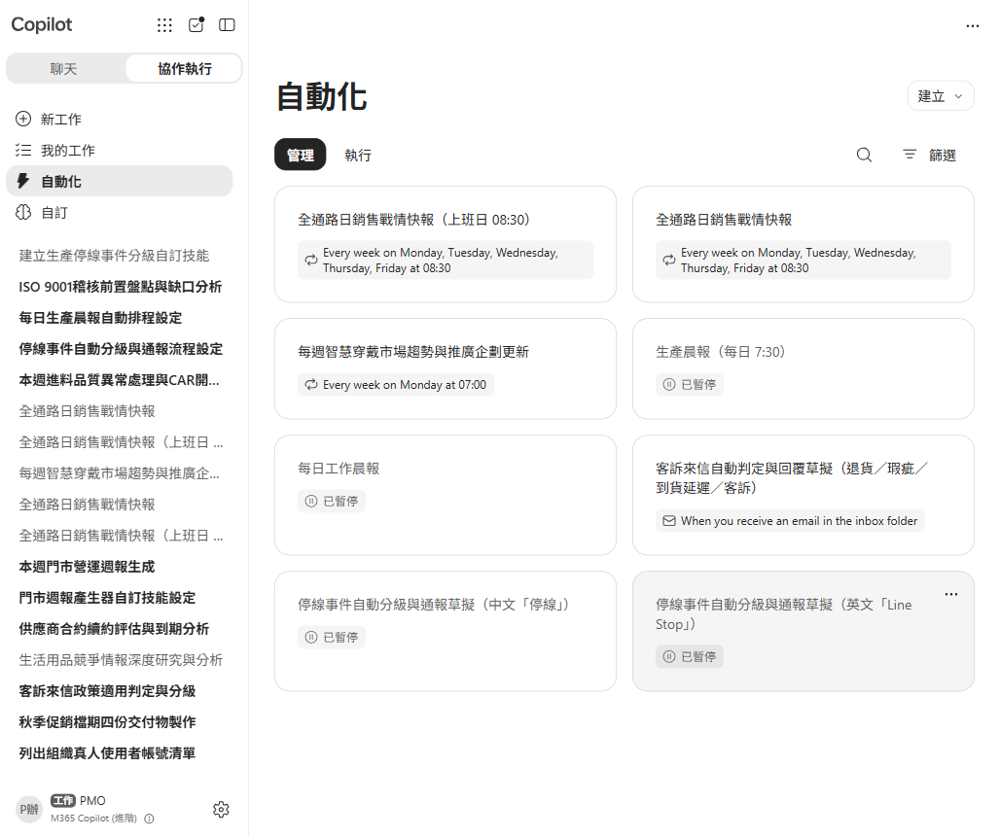 Copilot
聊天
協作執行
新工作
我的工作
自動化
自訂
建立生產停線事件分級自訂技能
ISO 9001稽核前置盤點與缺口分析
每日生產晨報自動排程設定
停線事件自動分級與通報流程設定
本週進料品質異常處理與CAR開...
全通路日銷售戰情快報
全通路日銷售戰情快報（上班日 ...
每週智慧穿戴市場趨勢與推廣企...
全通路日銷售戰情快報
全通路日銷售戰情快報（上班日 ...
本週門市營運週報生成
門市週報產生器自訂技能設定
供應商合約續約評估與到期分析
生活用品競爭情報深度研究與分析
客訴來信政策適用判定與分級
秋季促銷檔期四份交付物製作
列出組織真人使用者帳號清單
P辦
工作 PMO
M365 Copilot (進階)
自動化
建立
管理
執行
篩選
全通路日銷售戰情快報（上班日 08:30）
Every week on Monday, Tuesday, Wednesday,
Thursday, Friday at 08:30
全通路日銷售戰情快報
Every week on Monday, Tuesday, Wednesday,
Thursday, Friday at 08:30
每週智慧穿戴市場趨勢與推廣企劃更新
Every week on Monday at 07:00
生產晨報（每日 7:30）
已暫停
每日工作晨報
已暫停
客訴來信自動判定與回覆草擬（退貨／瑕疵／
到貨延遲／客訴）
When you receive an email in the inbox folder
停線事件自動分級與通報草擬（中文「停線」）
已暫停
停線事件自動分級與通報草擬（英文「Line
Stop」）
已暫停